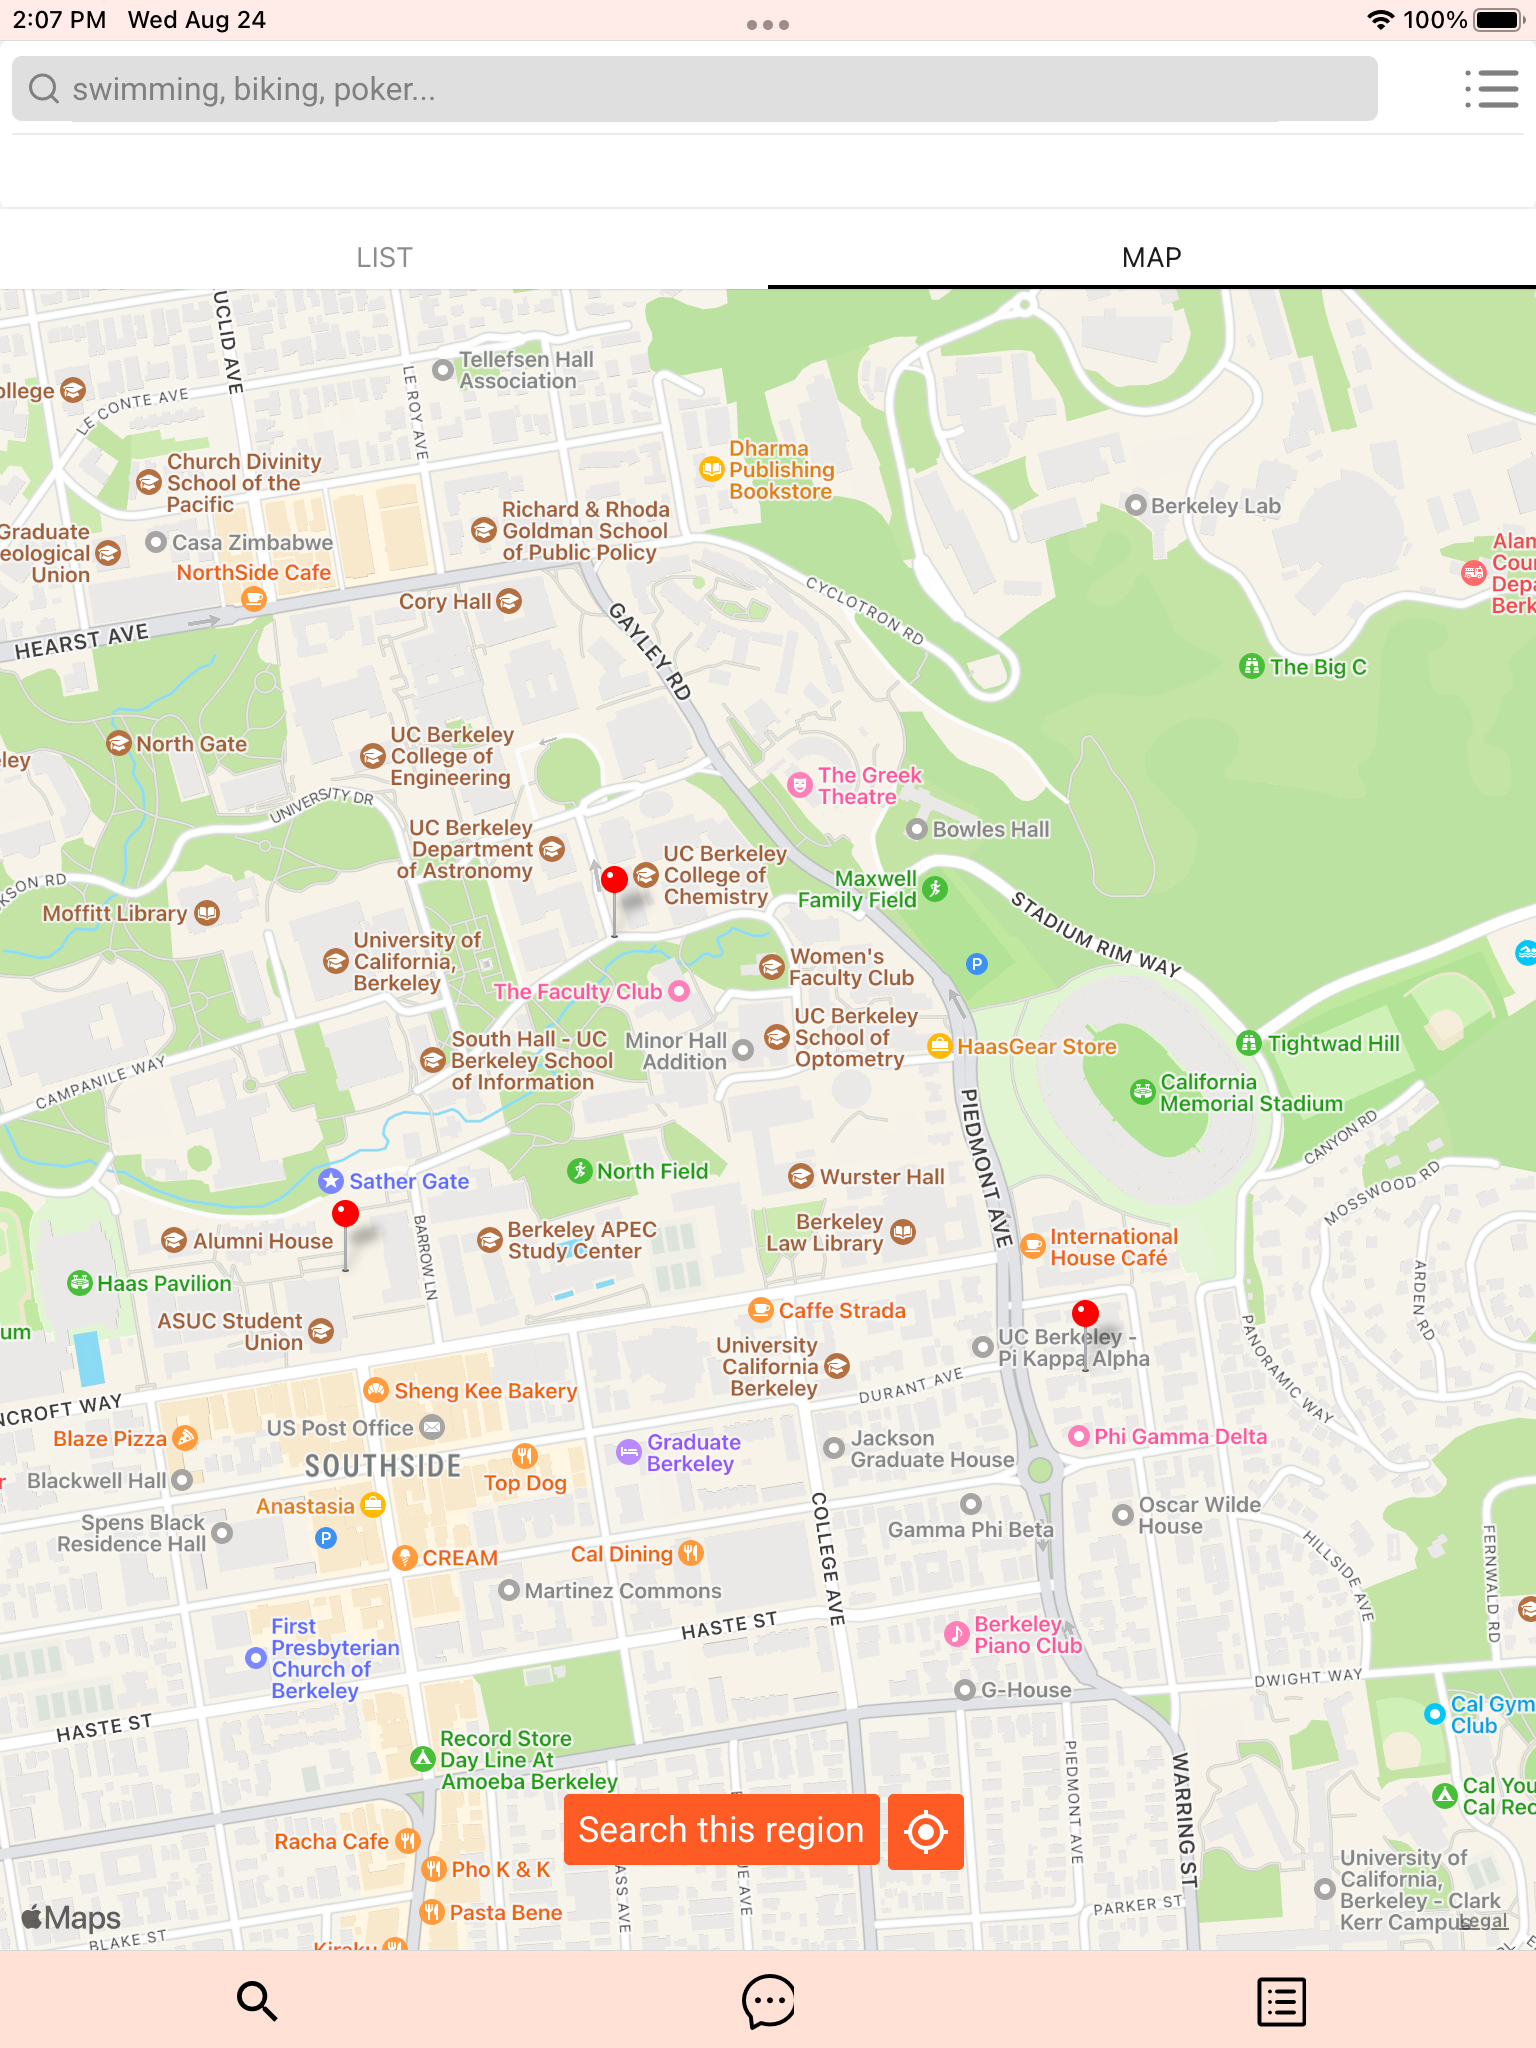 2:07 PM Wed Aug 24
100%
swimming, biking, poker...
LIST
MAP
UCLID AVE
Tellefsen Hall
Association
ollege
LE CONTE AVE
LE ROY AVE
Dharma
Publishing
Bookstore
Church Divinity
School of the
Pacific
Berkeley Lab
Richard & Rhoda
Goldman School
of Public Policy
Graduate
eological
Union
Casa Zimbabwe
Alam
Cour
Depa
Berk
NorthSide Cafe
Cory Hall
CYCLOTRON RD
HEARST AVE
GAYLEY RD
The Big C
North Gate
UC Berkeley
College of
Engineering
ley
The Greek
Theatre
UNIVERSITY DR
Bowles Hall
UC Berkeley
Department
of Astronomy
UC Berkeley
College of
Chemistry
Maxwell
Family Field
KSON RD
STADIUM RIM WAY
Moffitt Library
University of
California,
Berkeley
Women's
Faculty Club
P
The Faculty Club
South Hall - UC
Berkeley School
of Information
Minor Hall
Addition
UC Berkeley
School of
Optometry
HaasGear Store
Tightwad Hill
CAMPANILE WAY
California
Memorial Stadium
PIEDMONT AVE
CANYON RD
Sather Gate
North Field
Wurster Hall
MOSSWOOD RD
Alumni House
BARROW LN
Berkeley APEC
Study Center
Berkeley
Law Library
International
House Café
Haas Pavilion
ARDEN RD
um
ASUC Student
Union
Caffe Strada
UC Berkeley -
Pi Kappa Alpha
University
California
Berkeley
PANORAMIC WAY
DURANT AVE
NCROFT WAY
Sheng Kee Bakery
US Post Office
Blaze Pizza
SOUTHSIDE
Graduate
Berkeley
Jackson
Graduate House
Phi Gamma Delta
r
Blackwell Hall
Top Dog
Anastasia
COLLEGE AVE
Gamma Phi Beta
Oscar Wilde
House
Spens Black
Residence Hall
P
CREAM
Cal Dining
HILLSIDE AVE
FERNWALD RD
Martinez Commons
HASTE ST
Berkeley
Piano Club
First
Presbyterian
Church of
Berkeley
G-House
DWIGHT WAY
HASTE ST
Cal Gym
Club
Record Store
Day Line At
Amoeba Berkeley
PIEDMONT AVE
WARRING ST
Cal You
Cal Rec
Search this region
Racha Cafe
Pho K & K
ASS AVE
UE AVE
University of
California,
Berkeley - Clark
Kerr Campus
Legal
Maps
Pasta Bene
PARKER ST
BLAKE ST
Kiraku